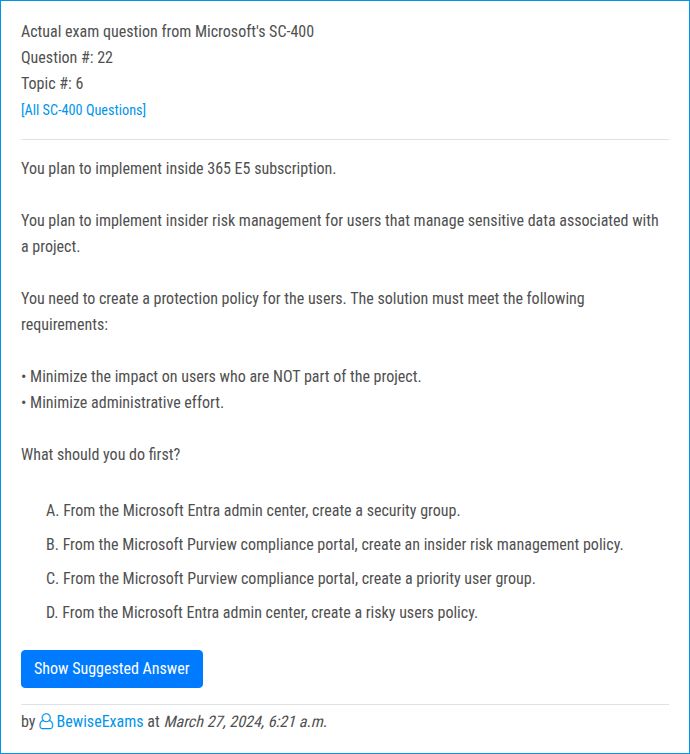 Actual exam question from Microsoft's SC-400
Question #: 22
Topic #: 6
[All SC-400 Questions]
You plan to implement inside 365 E5 subscription.
You plan to implement insider risk management for users that manage sensitive data associated with
a project.
You need to create a protection policy for the users. The solution must meet the following
requirements:
• Minimize the impact on users who are NOT part of the project.
• Minimize administrative effort.
What should you do first?
A. From the Microsoft Entra admin center, create a security group.
B. From the Microsoft Purview compliance portal, create an insider risk management policy.
C. From the Microsoft Purview compliance portal, create a priority user group.
D. From the Microsoft Entra admin center, create a risky users policy.
Show Suggested Answer
by BewiseExams at March 27, 2024, 6:21 a.m.